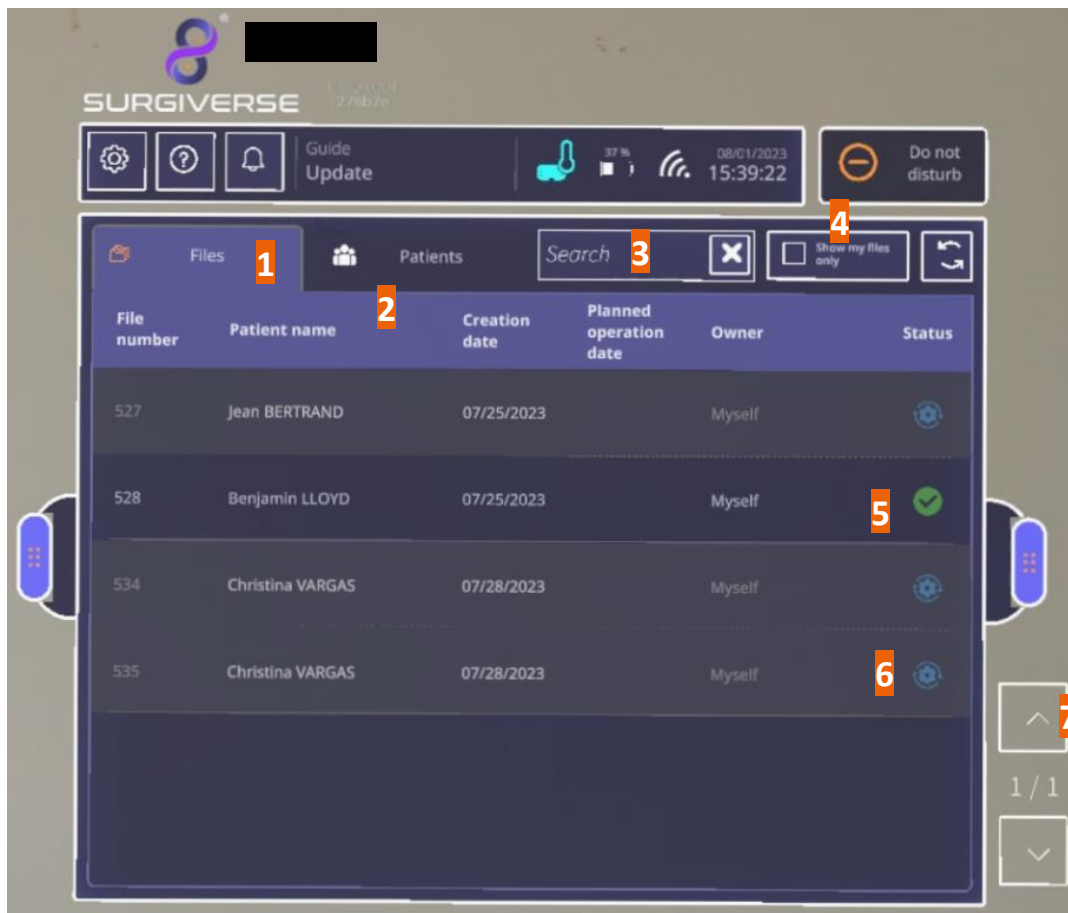 SURGIVERSE
Guide
Update
37 %
08/01/2023
15:39:22
Do not
disturb
4
Files
1
Patients
Search
3
Show my files
only
2
File
number
Patient name
Creation
date
Planned
operation
date
Owner
Status
527
Jean BERTRAND
07/25/2023
Myself
528
Benjamin LLOYD
07/25/2023
Myself
5
534
Christina VARGAS
07/28/2023
Myself
535
Christina VARGAS
07/28/2023
Myself
6
7
1 / 1